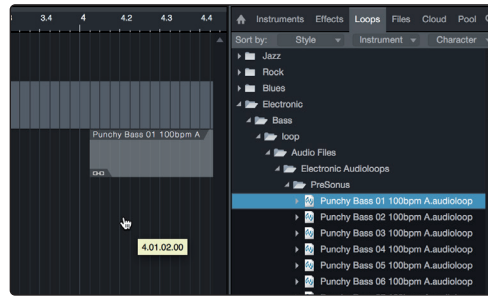 3.4 4 4.2 4.3 4.4
Instruments Effects Loops Files Cloud Pool
Sort by: Style Instrument Character
Jazz
Rock
Blues
Electronic
Bass
loop
Audio Files
Electronic Audioloops
PreSonus
Punchy Bass 01 100bpm A.audioloop
Punchy Bass 02 100bpm A.audioloop
Punchy Bass 03 100bpm A.audioloop
Punchy Bass 04 100bpm A.audioloop
Punchy Bass 05 100bpm A.audioloop
Punchy Bass 06 100bpm A.audioloop
Punchy Bass 01 100bpm A
4.01.02.00